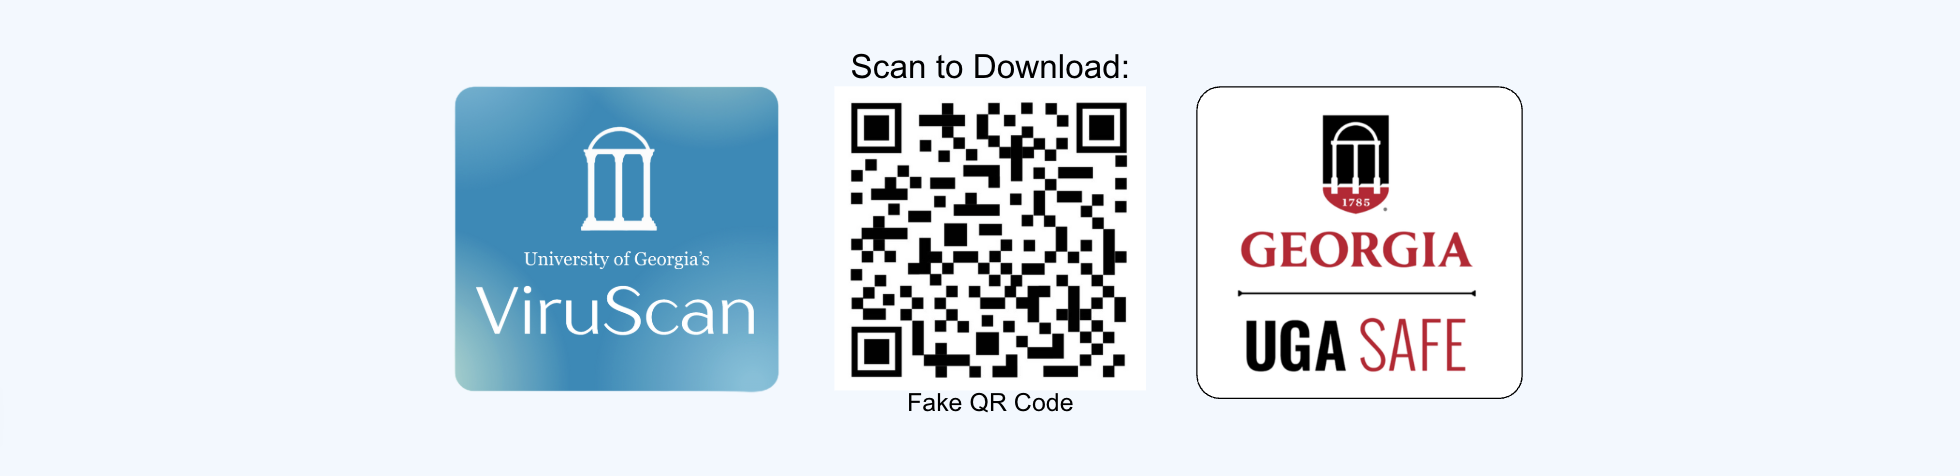 Scan to Download:
University of Georgia's
ViruScan
Fake QR Code
1785
GEORGIA
UGA SAFE